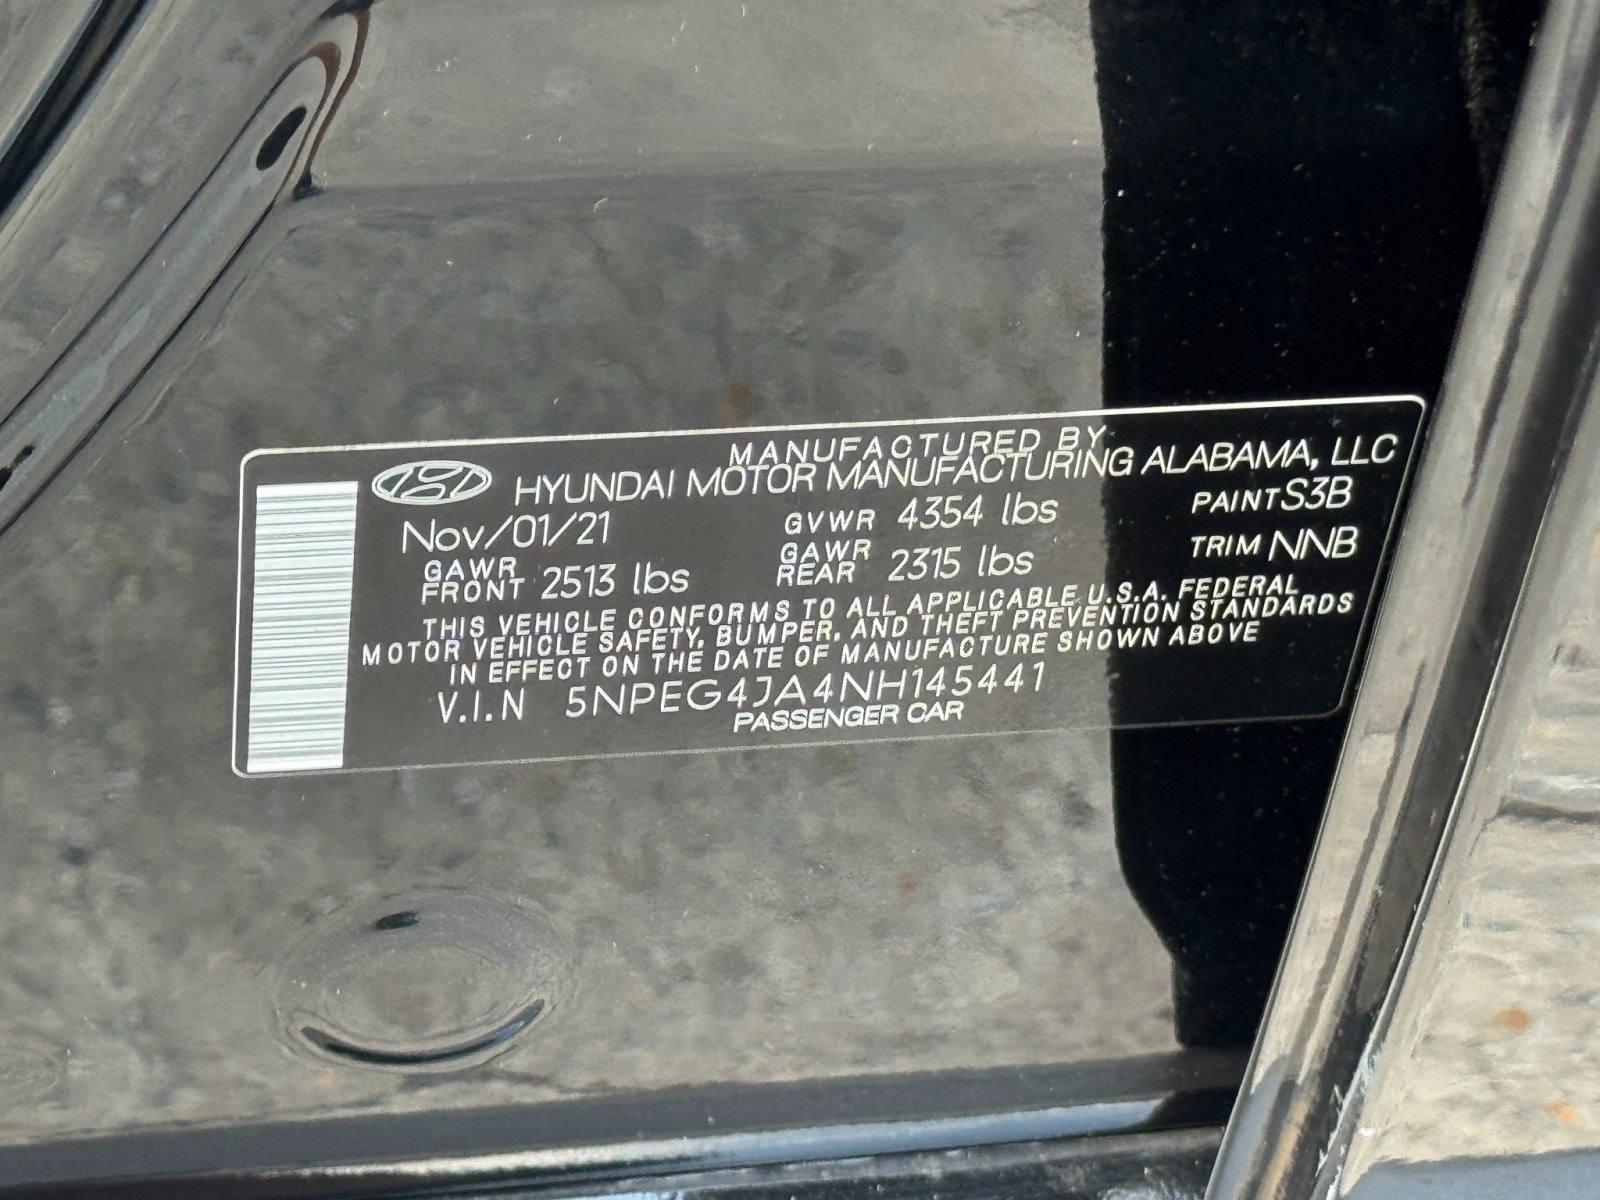 MANUFACTURED BY
HYUNDAI MOTOR MANUFACTURING ALABAMA, LLC
Nov/01/21 GVWR 4354 lbs PAINT S3B
GAWR FRONT 2513 lbs GAWR REAR 2315 lbs TRIM NNB
THIS VEHICLE CONFORMS TO ALL APPLICABLE U.S.A. FEDERAL
MOTOR VEHICLE SAFETY, BUMPER, AND THEFT PREVENTION STANDARDS
IN EFFECT ON THE DATE OF MANUFACTURE SHOWN ABOVE
V.I.N 5NPEG4JA4NH145441
PASSENGER CAR